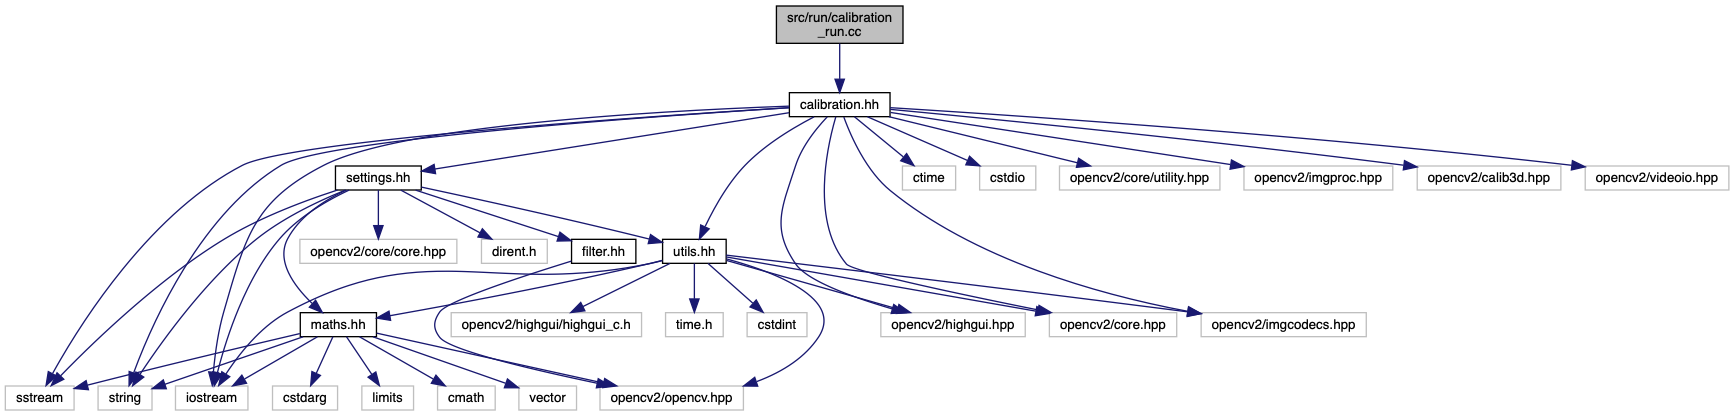 src/run/calibration
_run.cc
calibration.hh
settings.hh
ctime
cstdio
opencv2/core/utility.hpp
opencv2/imgproc.hpp
opencv2/calib3d.hpp
opencv2/videoio.hpp
opencv2/core/core.hpp
dirent.h
filter.hh
utils.hh
maths.hh
opencv2/highgui/highgui_c.h
time.h
cstdint
opencv2/highgui.hpp
opencv2/core.hpp
opencv2/imgcodecs.hpp
sstream
string
iostream
cstdarg
limits
cmath
vector
opencv2/opencv.hpp